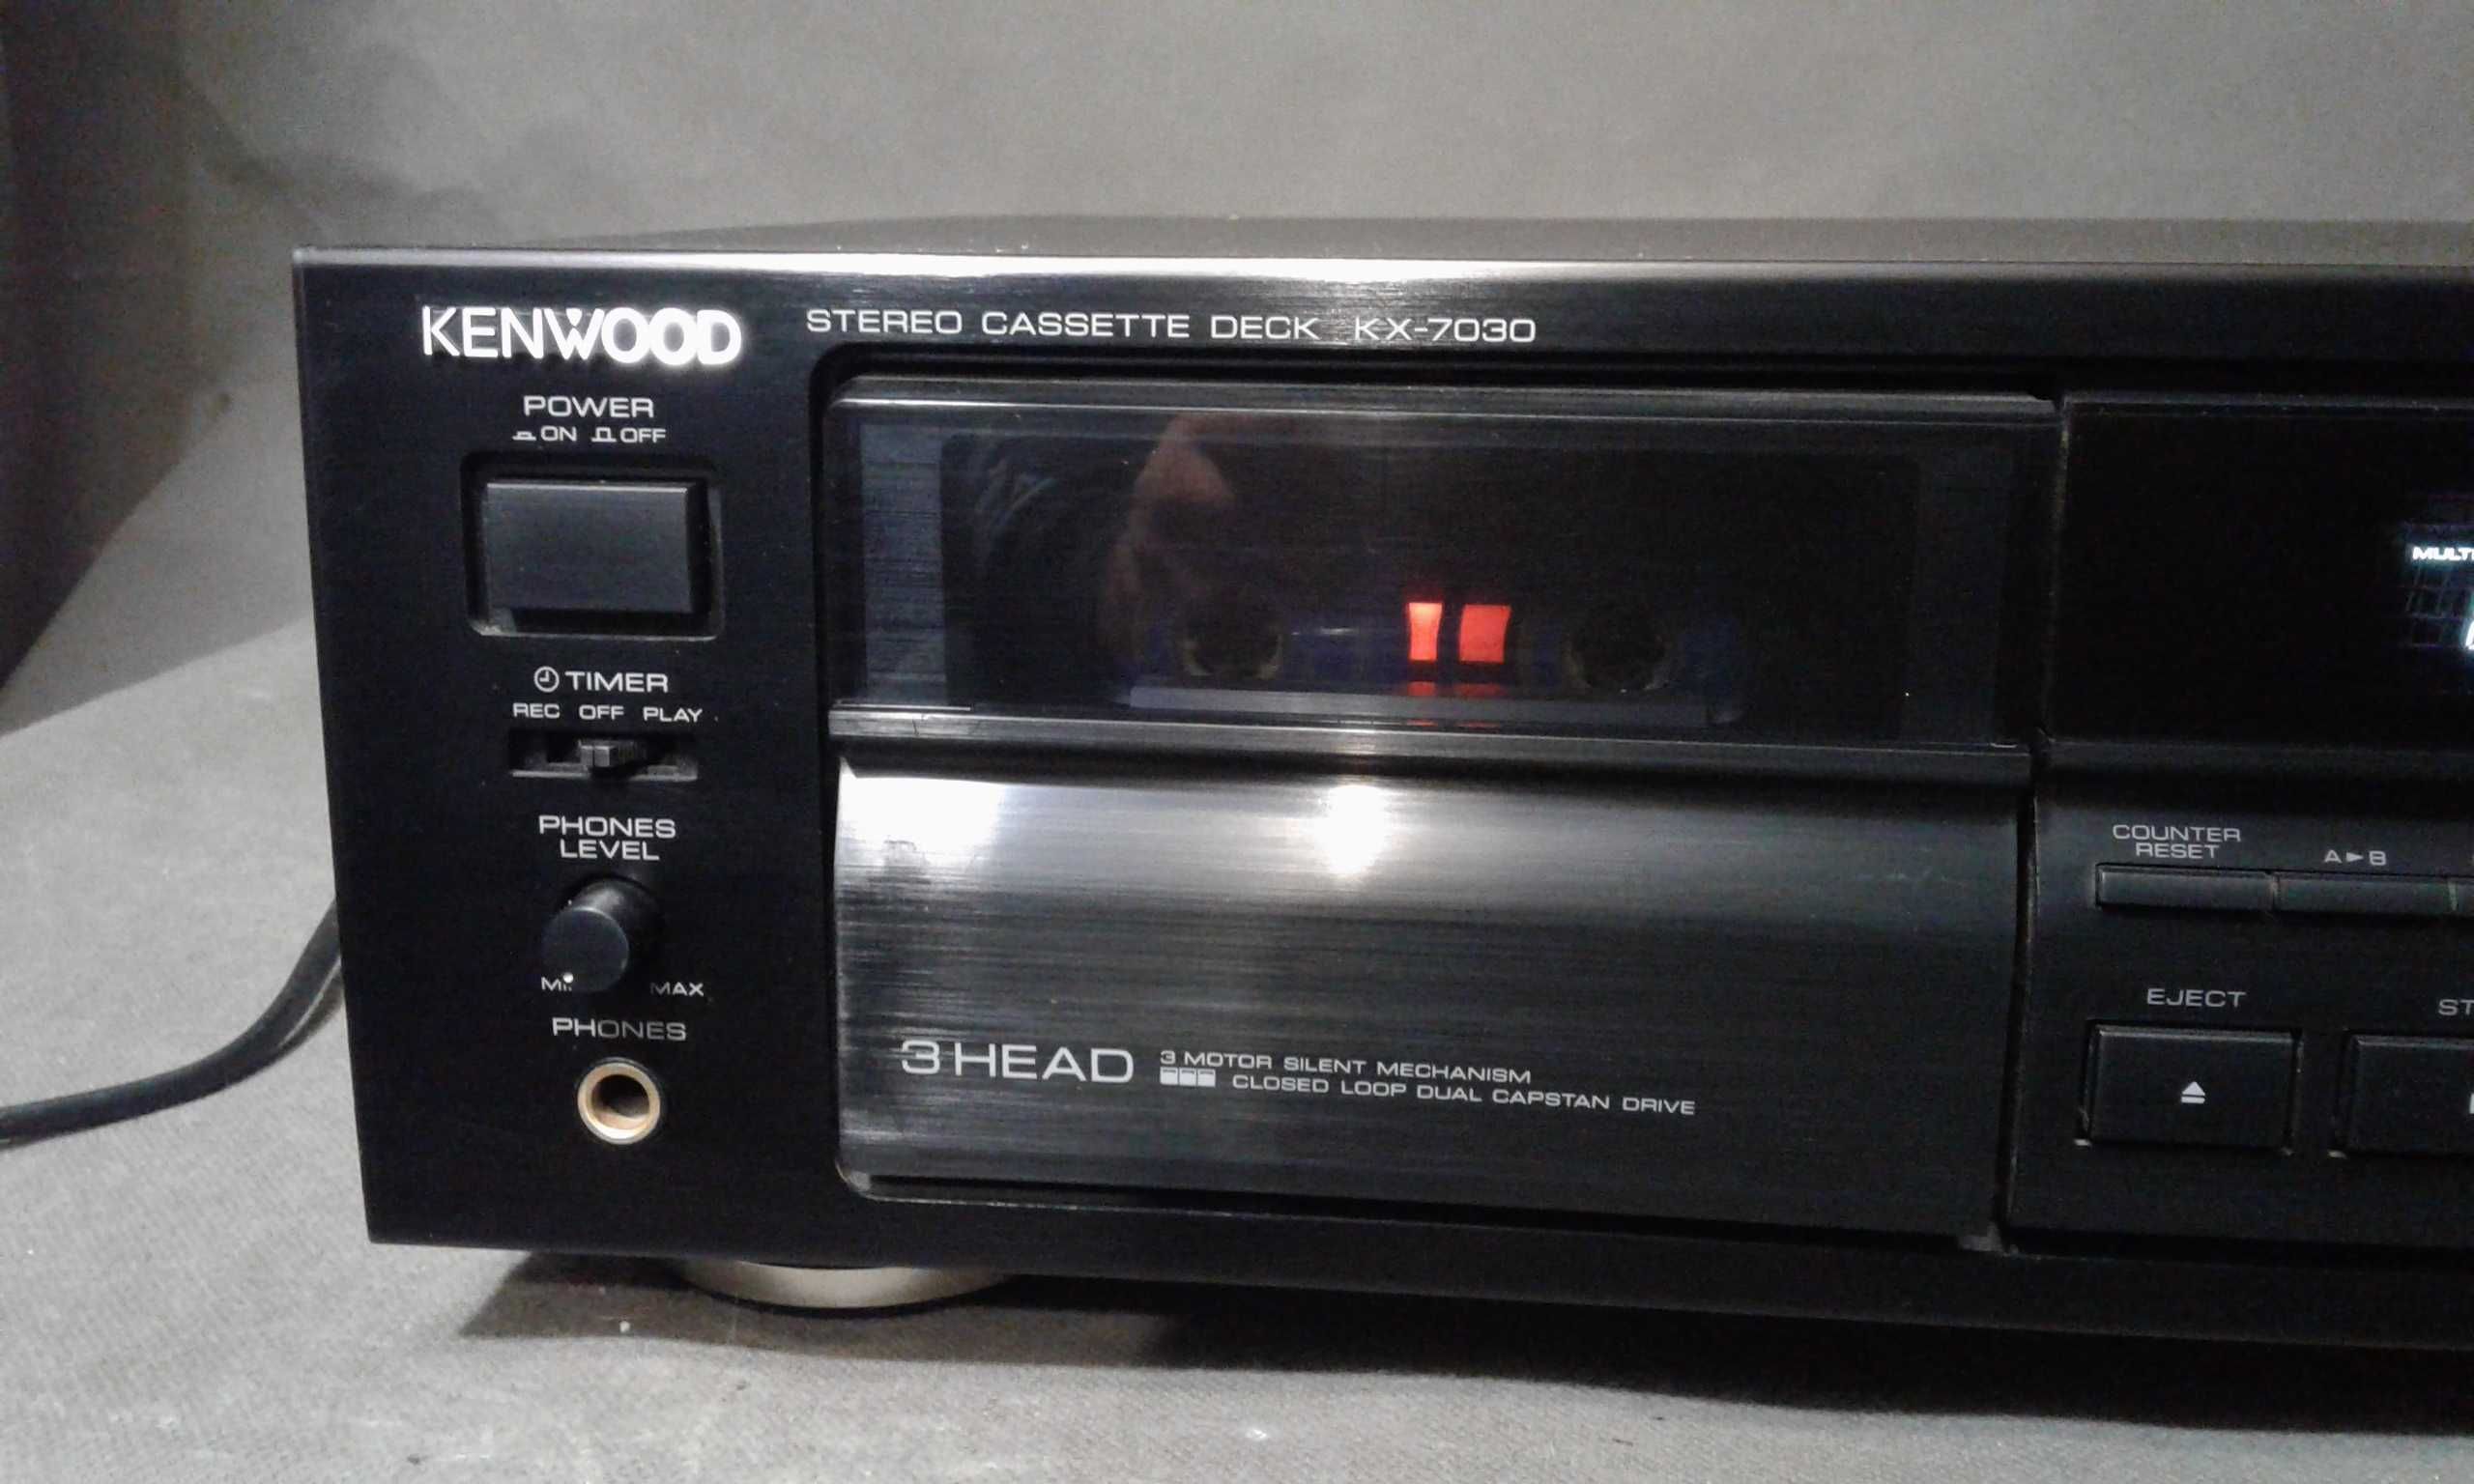 KENWOOD
STEREO CASSETTE DECK KX-7030
POWER
ON OFF
TIMER
REC OFF PLAY
PHONES
LEVEL
MAX
PHONES
3 HEAD
3 MOTOR SILENT MECHANISM
CLOSED LOOP DUAL CAPSTAN DRIVE
COUNTER
RESET
A►B
EJECT